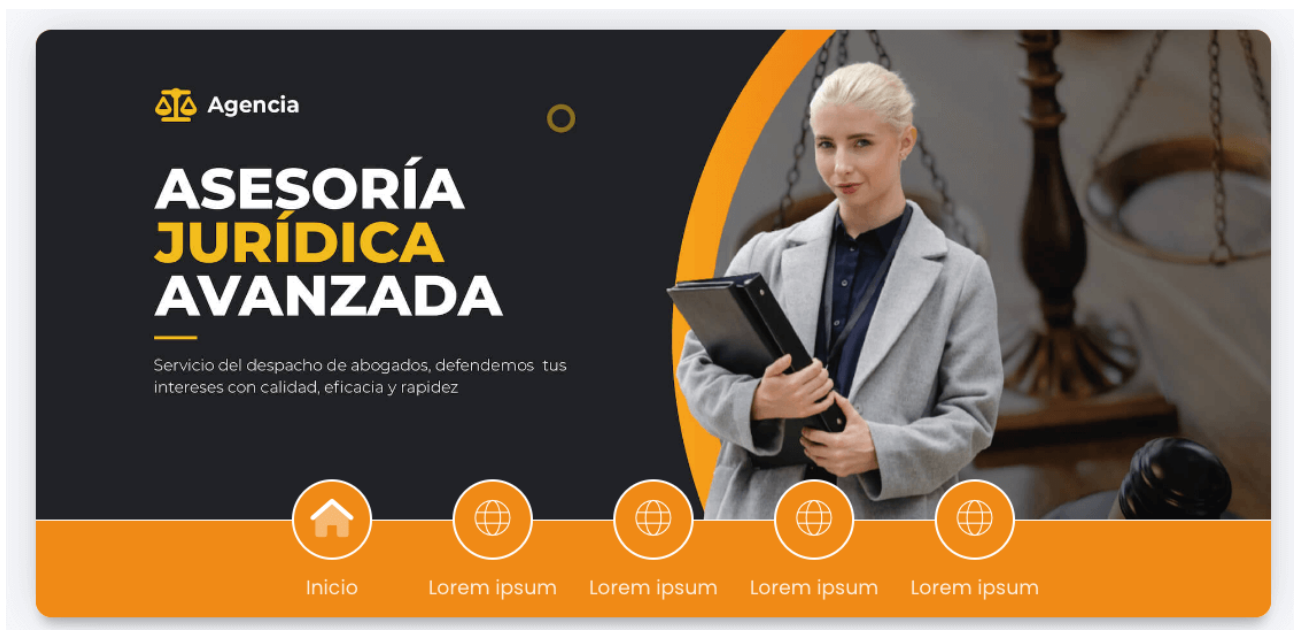 Agencia
ASESORÍA
JURÍDICA
AVANZADA
Servicio del despacho de abogados, defendemos tus
intereses con calidad, eficacia y rapidez
Inicio
Lorem ipsum
Lorem ipsum
Lorem ipsum
Lorem ipsum